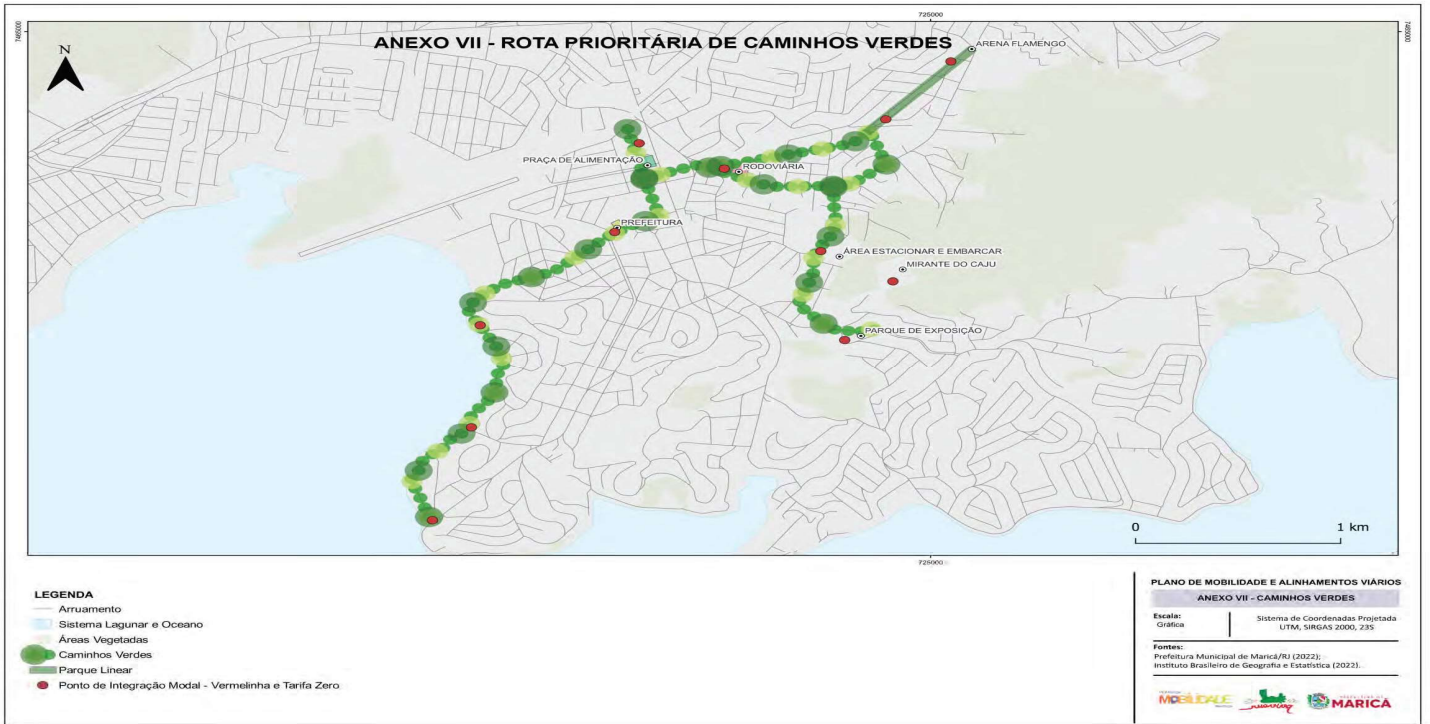 725000
7465000
7465000
ANEXO VII - ROTA PRIORITÁRIA DE CAMINHOS VERDES
N
ARENA FLAMENGO
PRAÇA DE ALIMENTAÇÃO
RODOVIÁRIA
PREFEITURA
ÁREA ESTACIONAR E EMBARCAR
MIRANTE DO CAJU
PARQUE DE EXPOSIÇÃO
0 1 km
725000
LEGENDA
Arruamento
Sistema Lagunar e Oceano
Áreas Vegetadas
Caminhos Verdes
Parque Linear
Ponto de Integração Modal - Vermelinha e Tarifa Zero
PLANO DE MOBILIDADE E ALINHAMENTOS VIÁRIOS
ANEXO VII - CAMINHOS VERDES
Escala:
Gráfica
Sistema de Coordenadas Projetada
UTM, SIRGAS 2000, 23S
Fontes:
Prefeitura Municipal de Maricá/RJ (2022);
Instituto Brasileiro de Geografia e Estatística (2022).
MOBILIDADE
MARICÁ